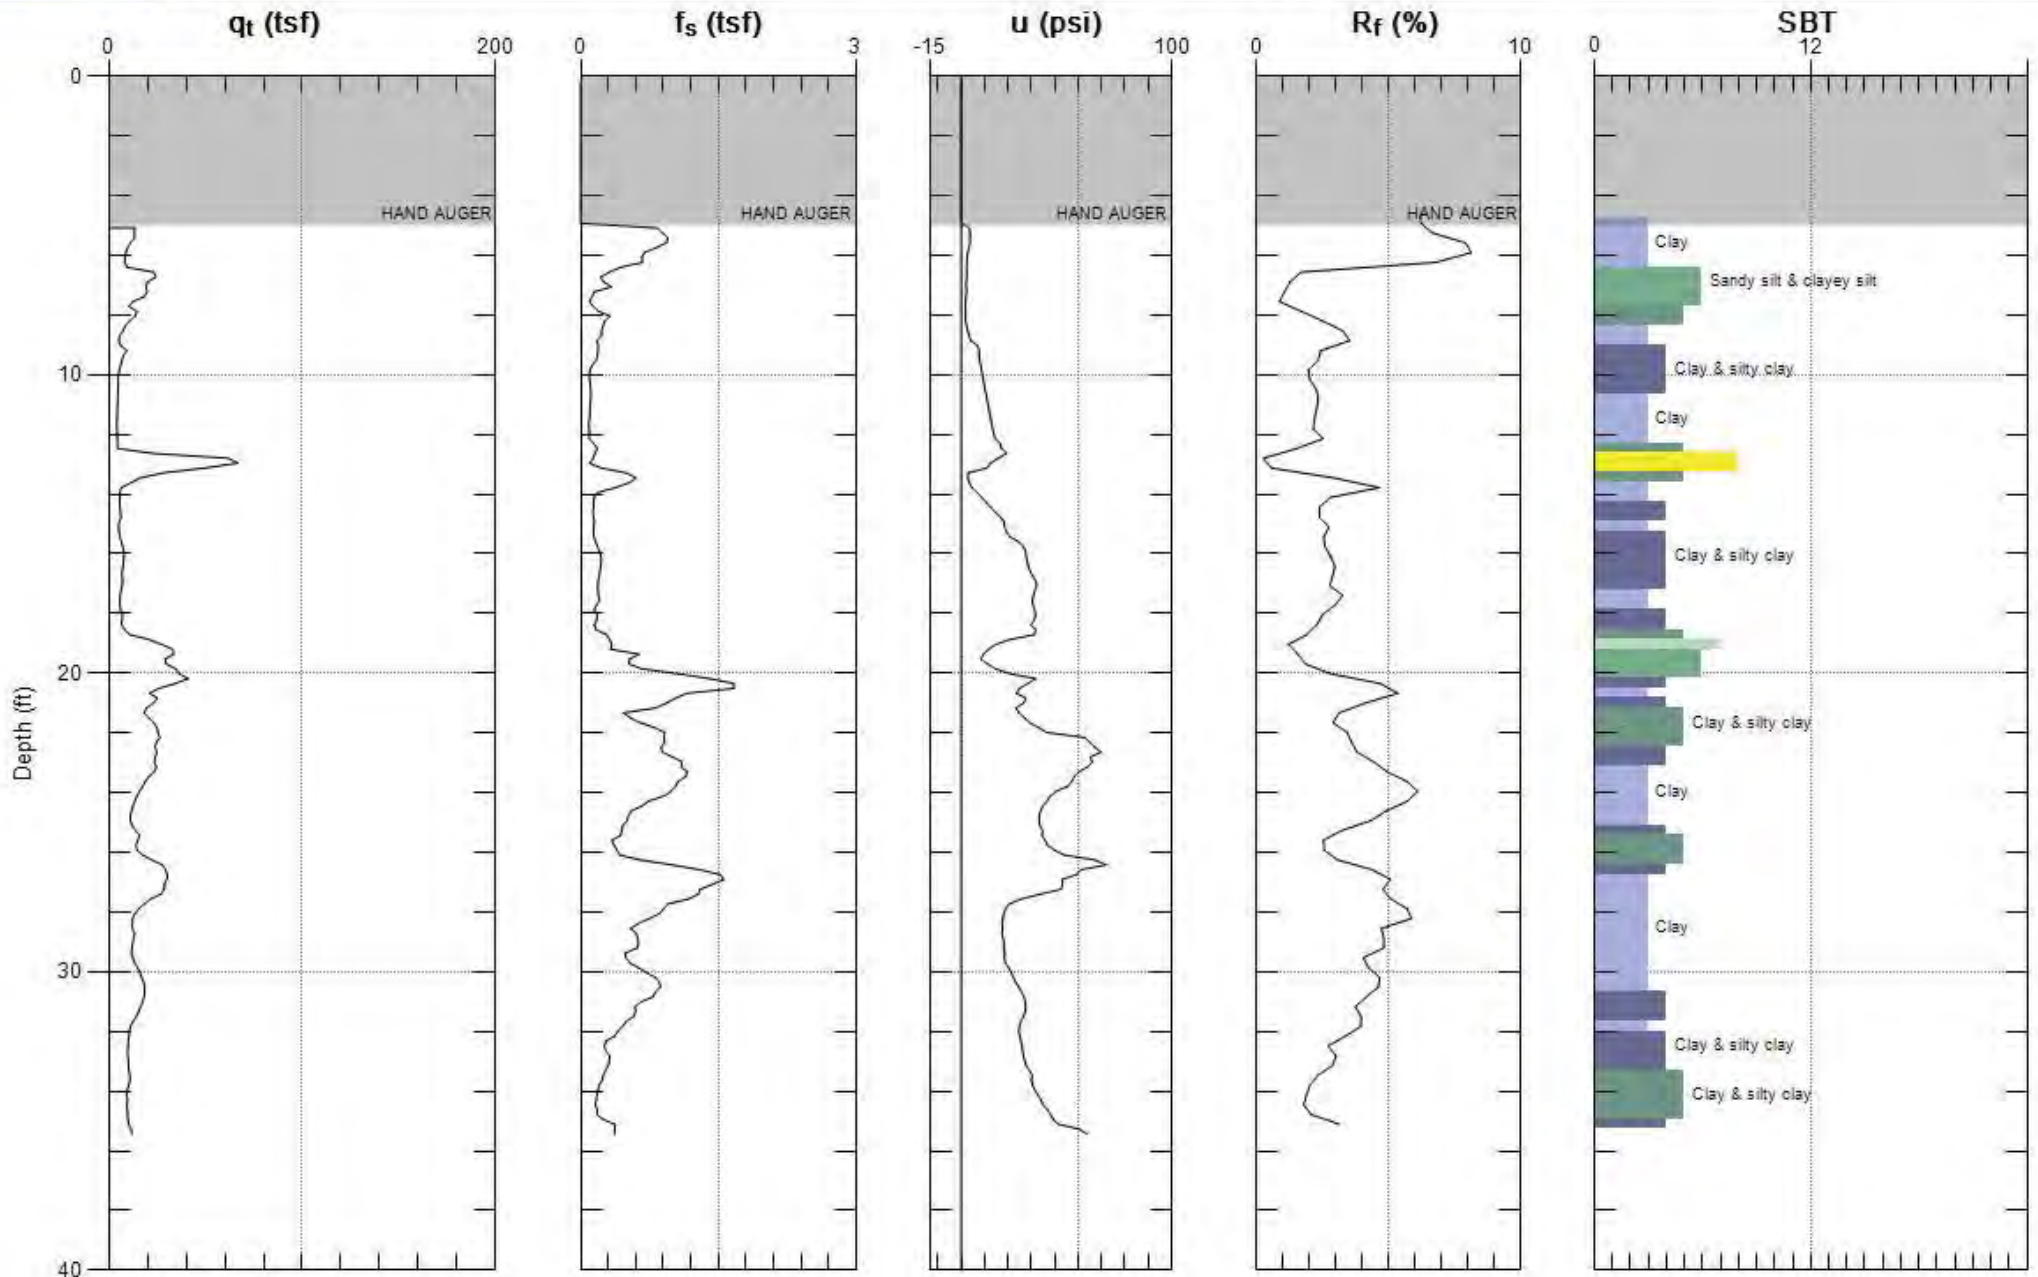 qt (tsf)
fs (tsf)
u (psi)
Rf (%)
SBT
0 200
0 3
-15 100
0 10
0 12
0
HAND AUGER
HAND AUGER
HAND AUGER
HAND AUGER
Clay
Sandy silt & clayey silt
10
Clay & silty clay
Clay
Clay & silty clay
20
Depth (ft)
Clay & silty clay
Clay
Clay
30
Clay & silty clay
Clay & silty clay
40